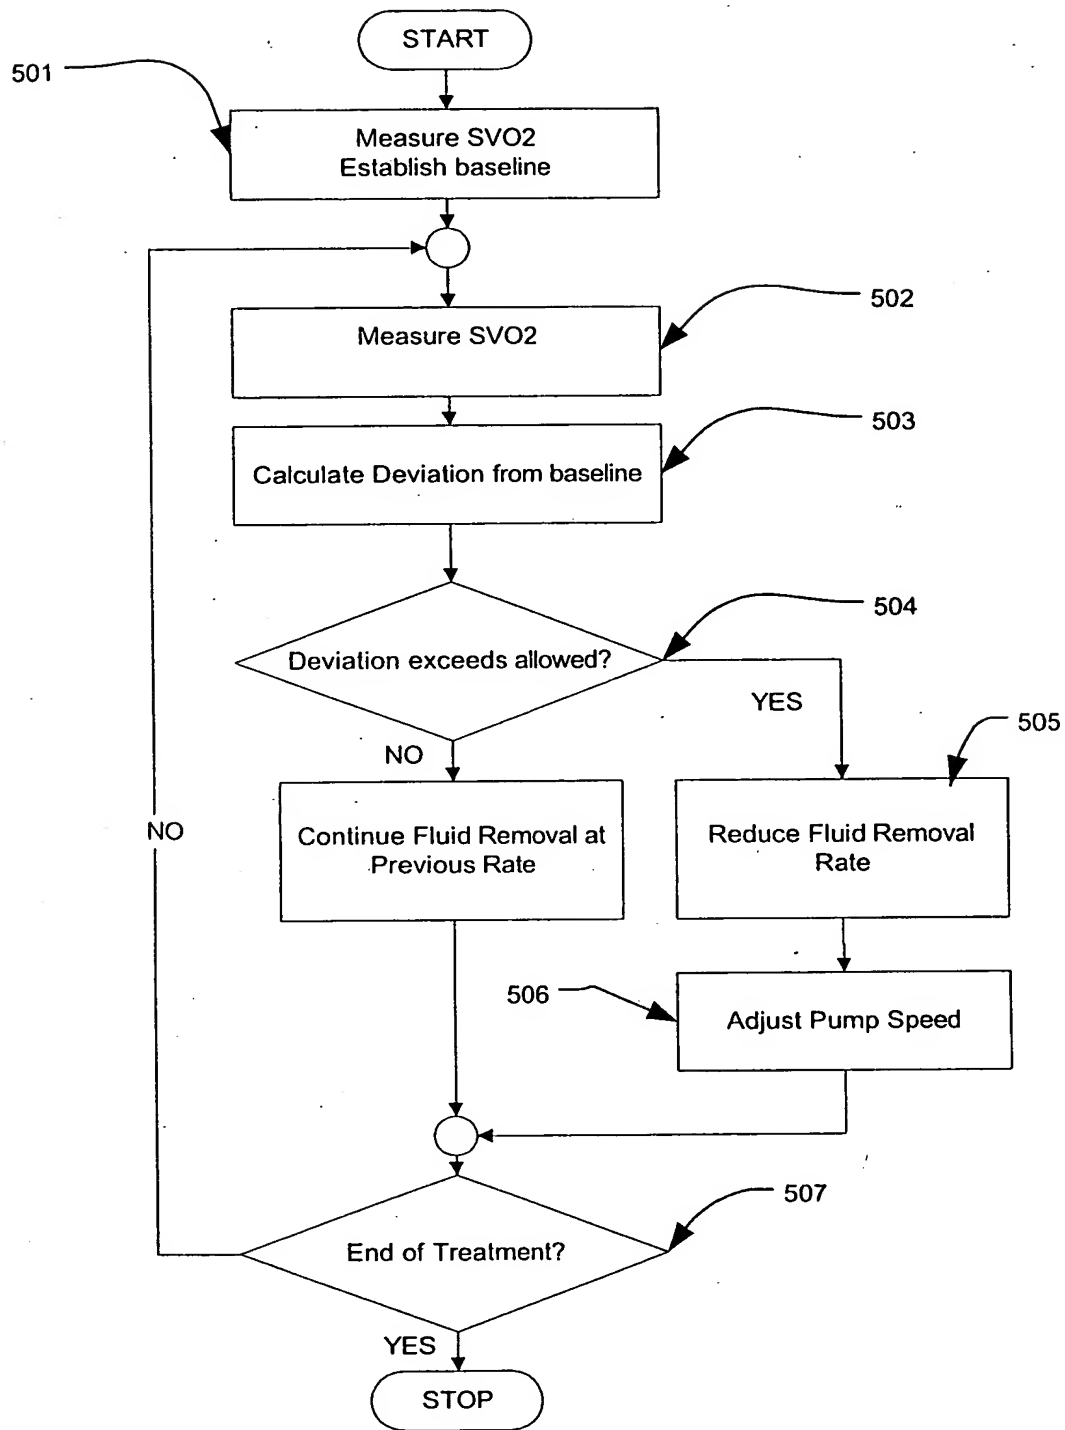 START
501
Measure SVO2
Establish baseline
502
Measure SVO2
503
Calculate Deviation from baseline
504
Deviation exceeds allowed?
YES
505
NO
Continue Fluid Removal at
Previous Rate
Reduce Fluid Removal
Rate
NO
506
Adjust Pump Speed
507
End of Treatment?
YES
STOP